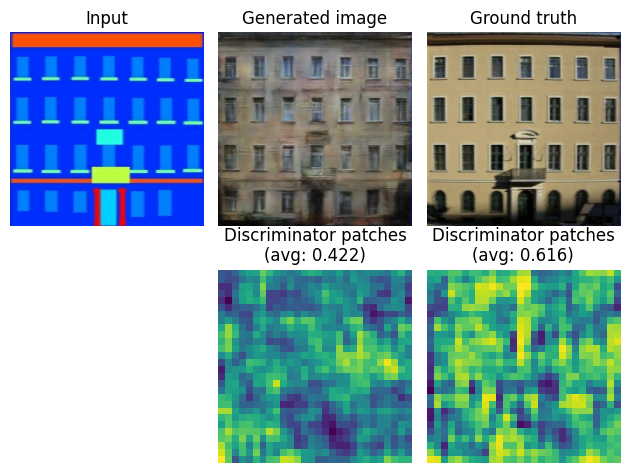 Input
Generated image
Ground truth
Discriminator patches
(avg: 0.422)
Discriminator patches
(avg: 0.616)